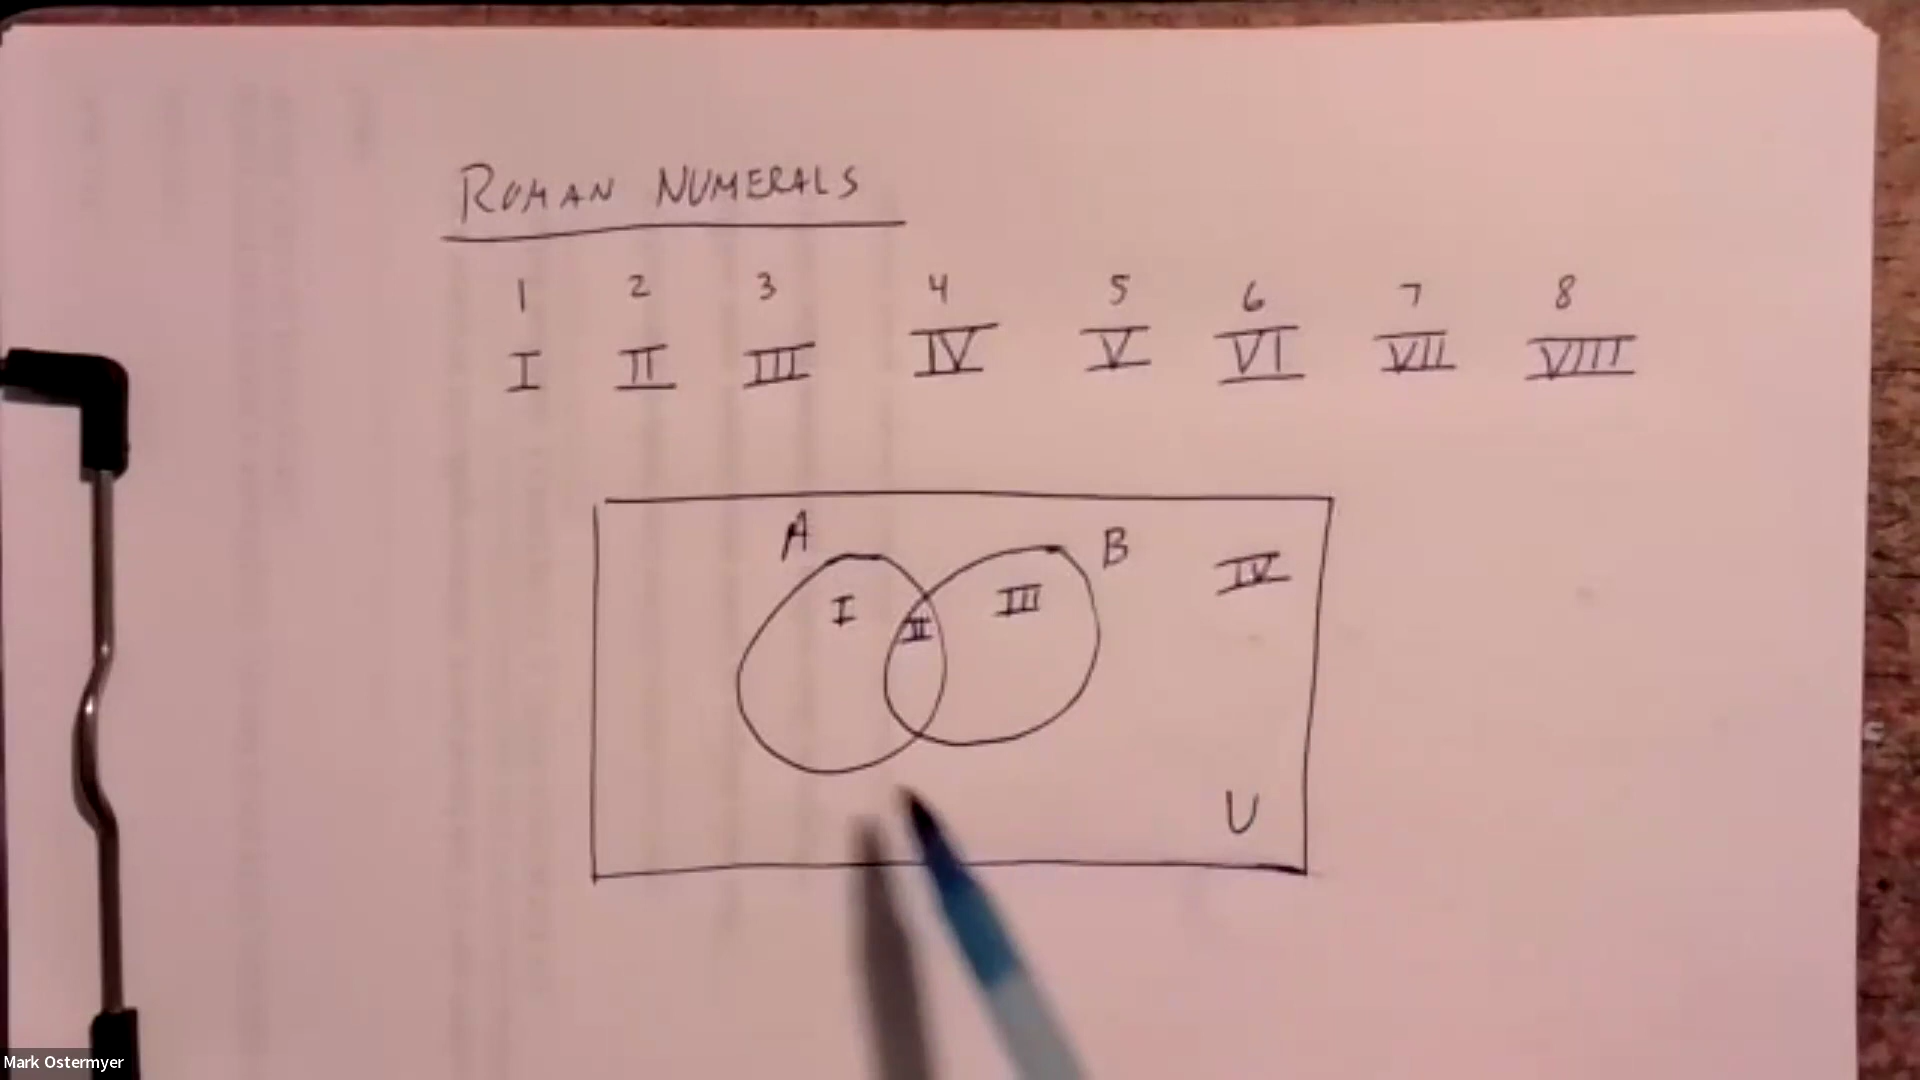 ROMAN NUMERALS
1 2 3 4 5 6 7 8
I II III IV V VI VII VIII
A B
I II III IV
U
Mark Ostermyer